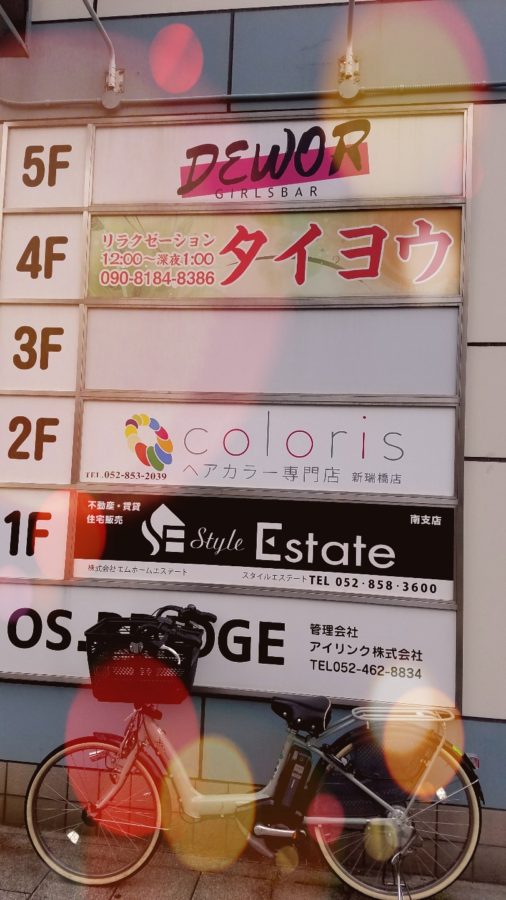 5F
DEWOR
GIRLSBAR
4F
リラクゼーション
12:00〜深夜1:00
090-8184-8386
タイヨウ
3F
2F
coloris
TEL.052-853-2039
ヘアカラー専門店 新瑞橋店
1F
不動産・賃貸
住宅販売
SE Style Estate
南支店
株式会社エムホームエステート
スタイルエステート TEL 052・858・3600
管理会社
アイリンク株式会社
TEL052-462-8834